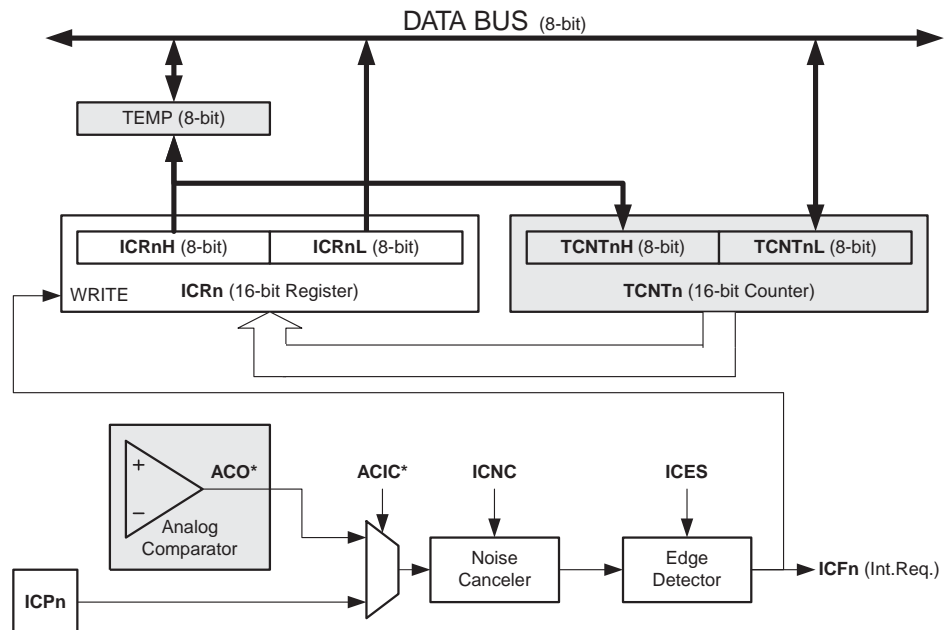 DATA BUS (8-bit)
TEMP (8-bit)
ICRnH (8-bit) ICRnL (8-bit)
TCNTnH (8-bit) TCNTnL (8-bit)
WRITE ICRn (16-bit Register)
TCNTn (16-bit Counter)
+
ACO*
ACIC*
ICNC
ICES
−
Analog
Comparator
Noise
Canceler
Edge
Detector
ICFn (Int.Req.)
ICPn